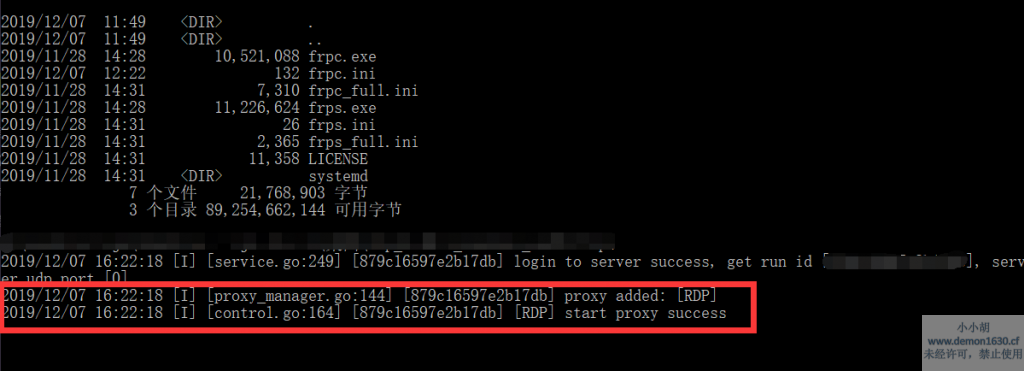 2019/12/07 11:49 <DIR> .
2019/12/07 11:49 <DIR> ..
2019/11/28 14:28 10,521,088 frpc.exe
2019/12/07 12:22 132 frpc.ini
2019/11/28 14:31 7,310 frpc_full.ini
2019/11/28 14:28 11,226,624 frps.exe
2019/11/28 14:31 26 frps.ini
2019/11/28 14:31 2,365 frps_full.ini
2019/11/28 14:31 11,358 LICENSE
2019/11/28 14:31 <DIR> systemd
7 个文件 21,768,903 字节
3 个目录 89,254,662,144 可用字节
2019/12/07 16:22:18 [I] [service.go:249] [879c16597e2b17db] login to server success, get run id [ ], serv
er udp port [0]
2019/12/07 16:22:18 [I] [proxy_manager.go:144] [879c16597e2b17db] proxy added: [RDP]
2019/12/07 16:22:18 [I] [control.go:164] [879c16597e2b17db] [RDP] start proxy success
小小胡
www.demon1630.cf
未经许可，禁止使用